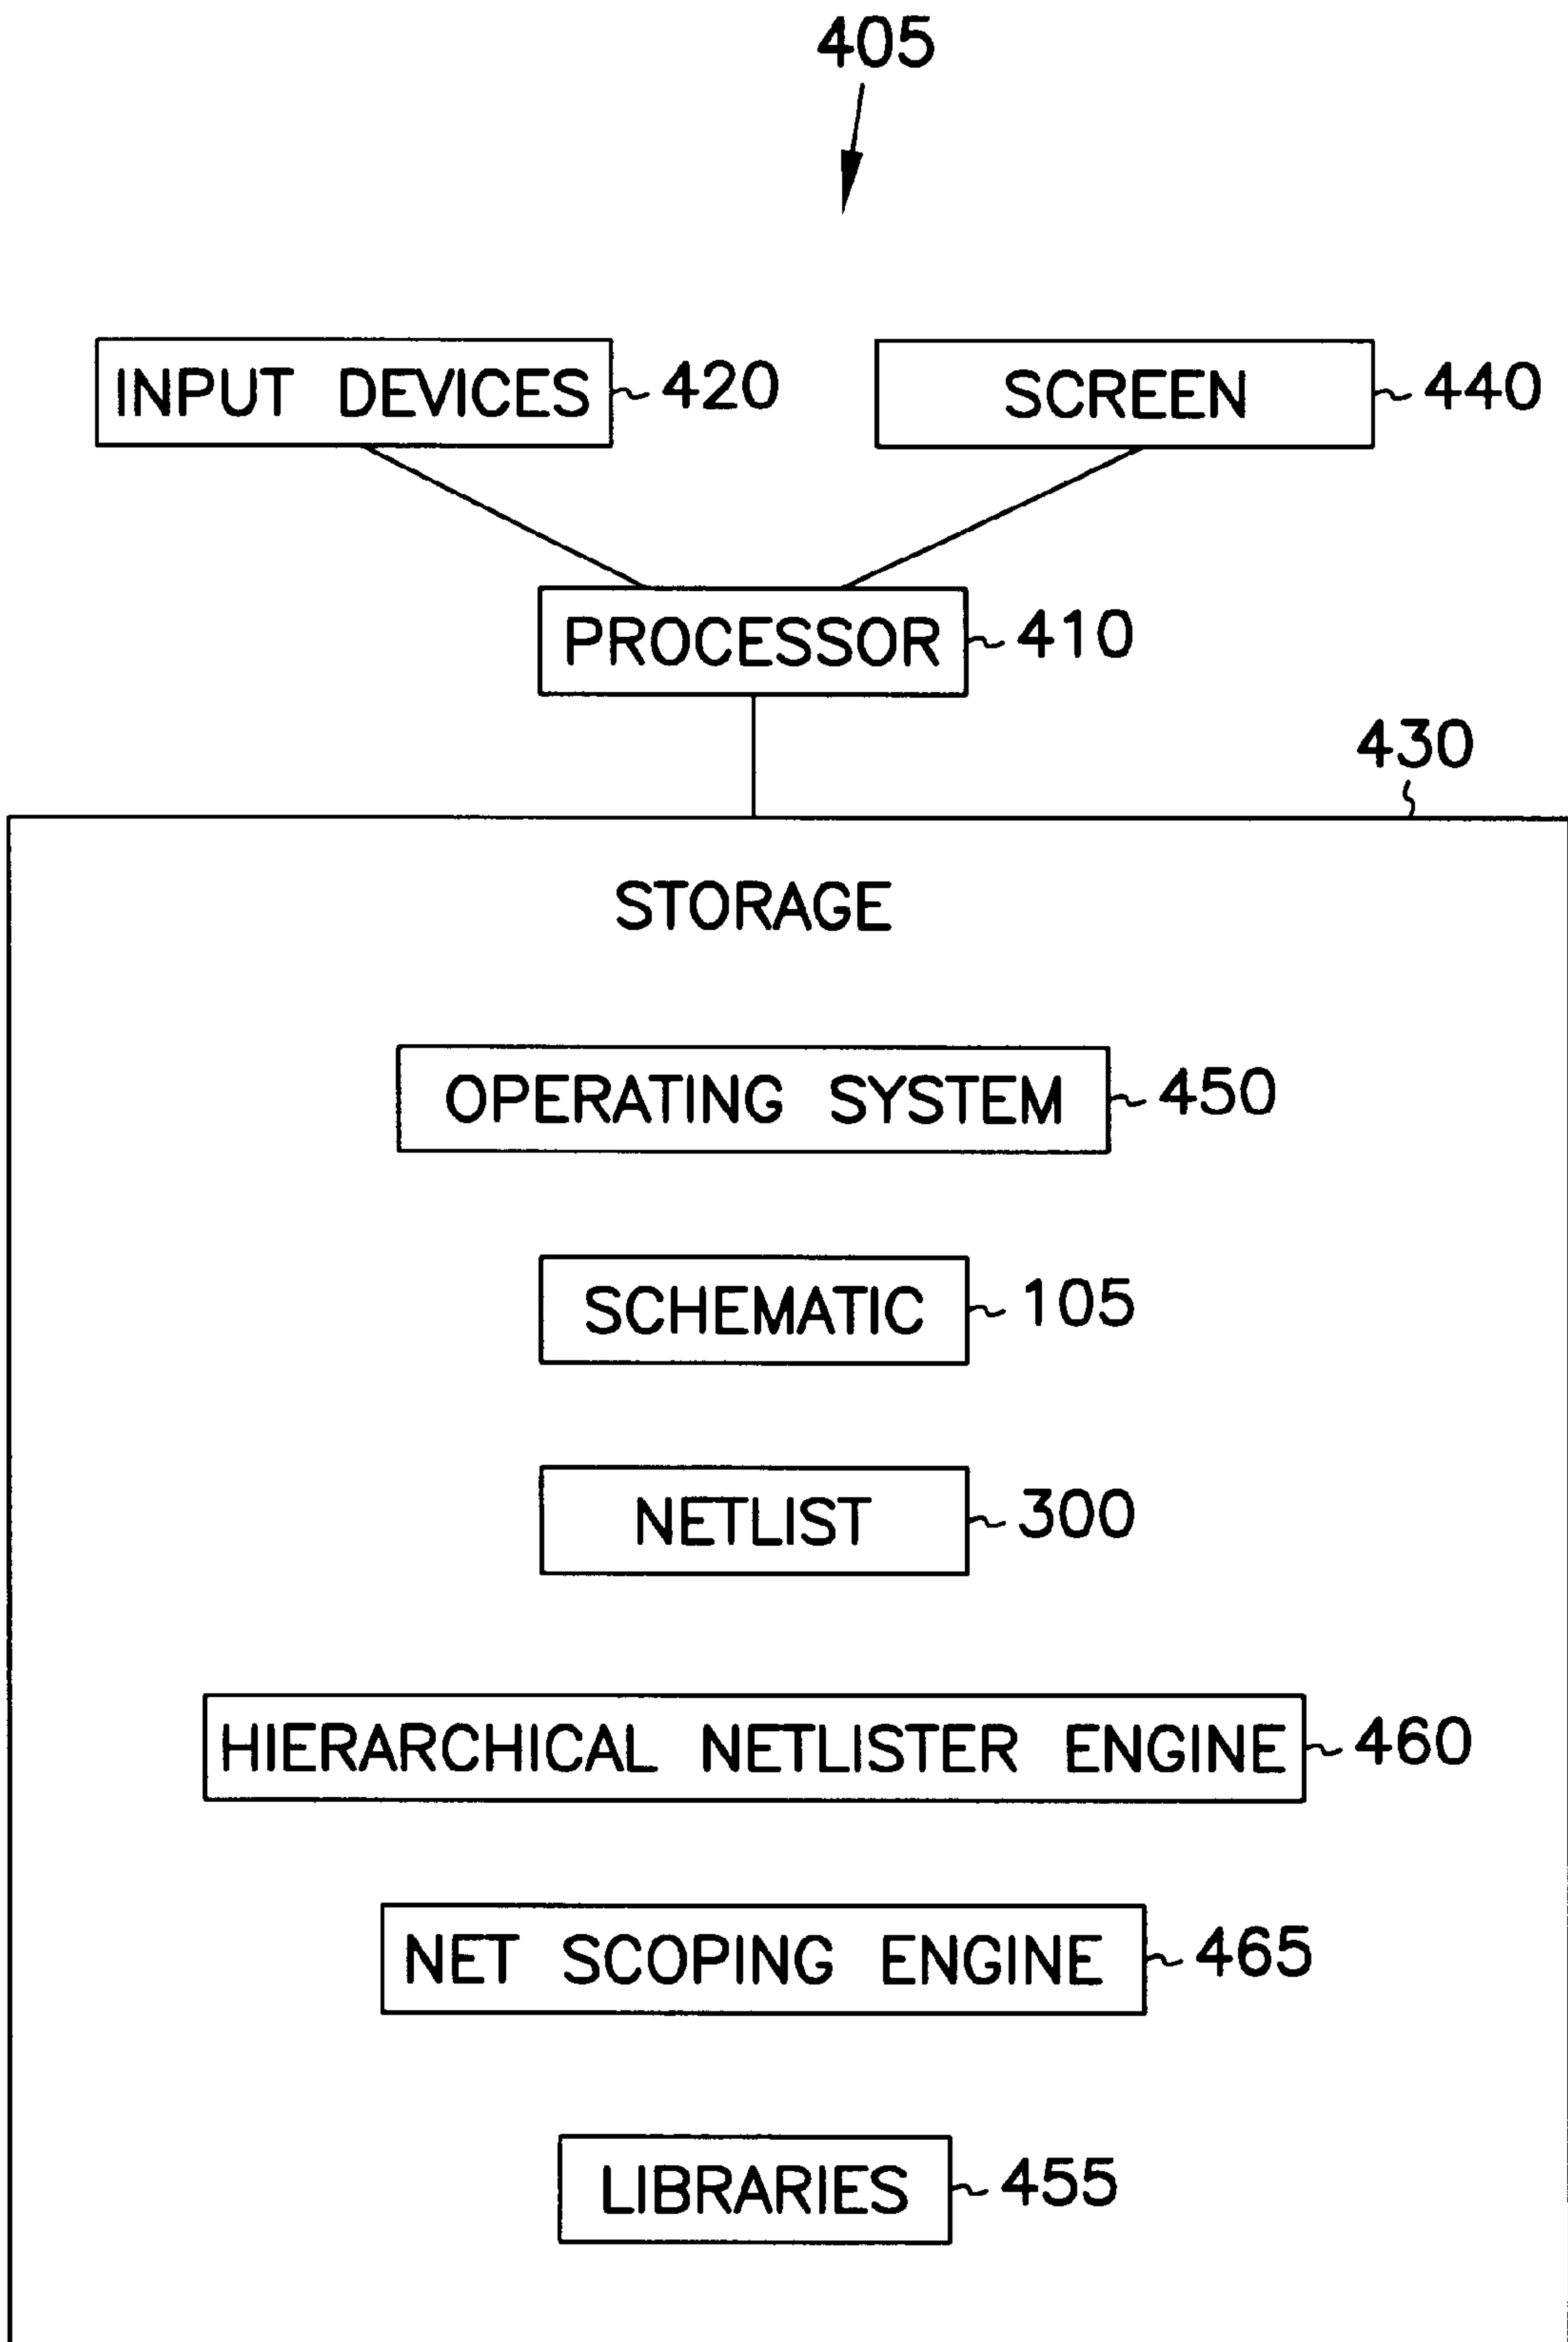 405
INPUT DEVICES 420
SCREEN 440
PROCESSOR 410
430
STORAGE
OPERATING SYSTEM 450
SCHEMATIC 105
NETLIST 300
HIERARCHICAL NETLISTER ENGINE 460
NET SCOPING ENGINE 465
LIBRARIES 455